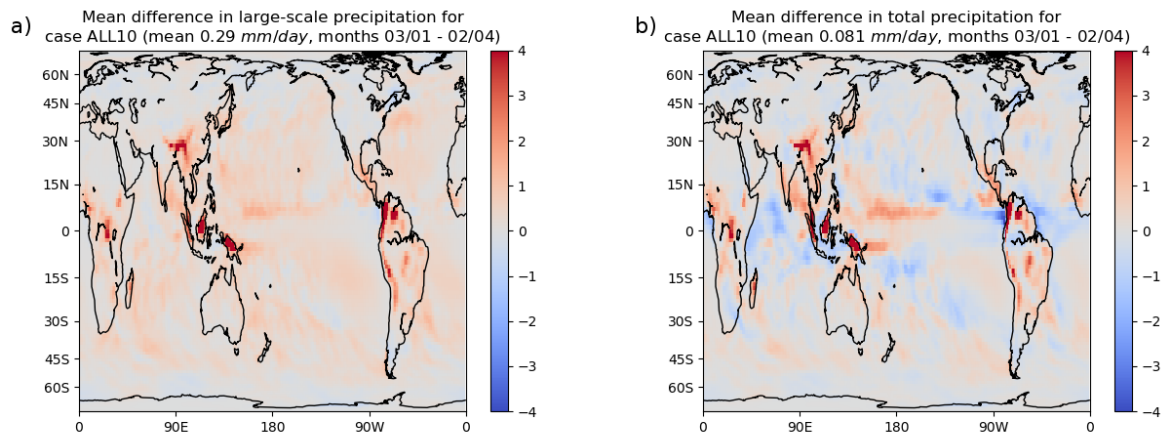 a)
Mean difference in large-scale precipitation for
case ALL10 (mean 0.29 mm/day, months 03/01 - 02/04)
60N
45N
30N
15N
0
15S
30S
45S
60S
0
90E
180
90W
0
4
3
2
1
0
−1
−2
−3
−4
b)
Mean difference in total precipitation for
case ALL10 (mean 0.081 mm/day, months 03/01 - 02/04)
60N
45N
30N
15N
0
15S
30S
45S
60S
0
90E
180
90W
0
4
3
2
1
0
−1
−2
−3
−4